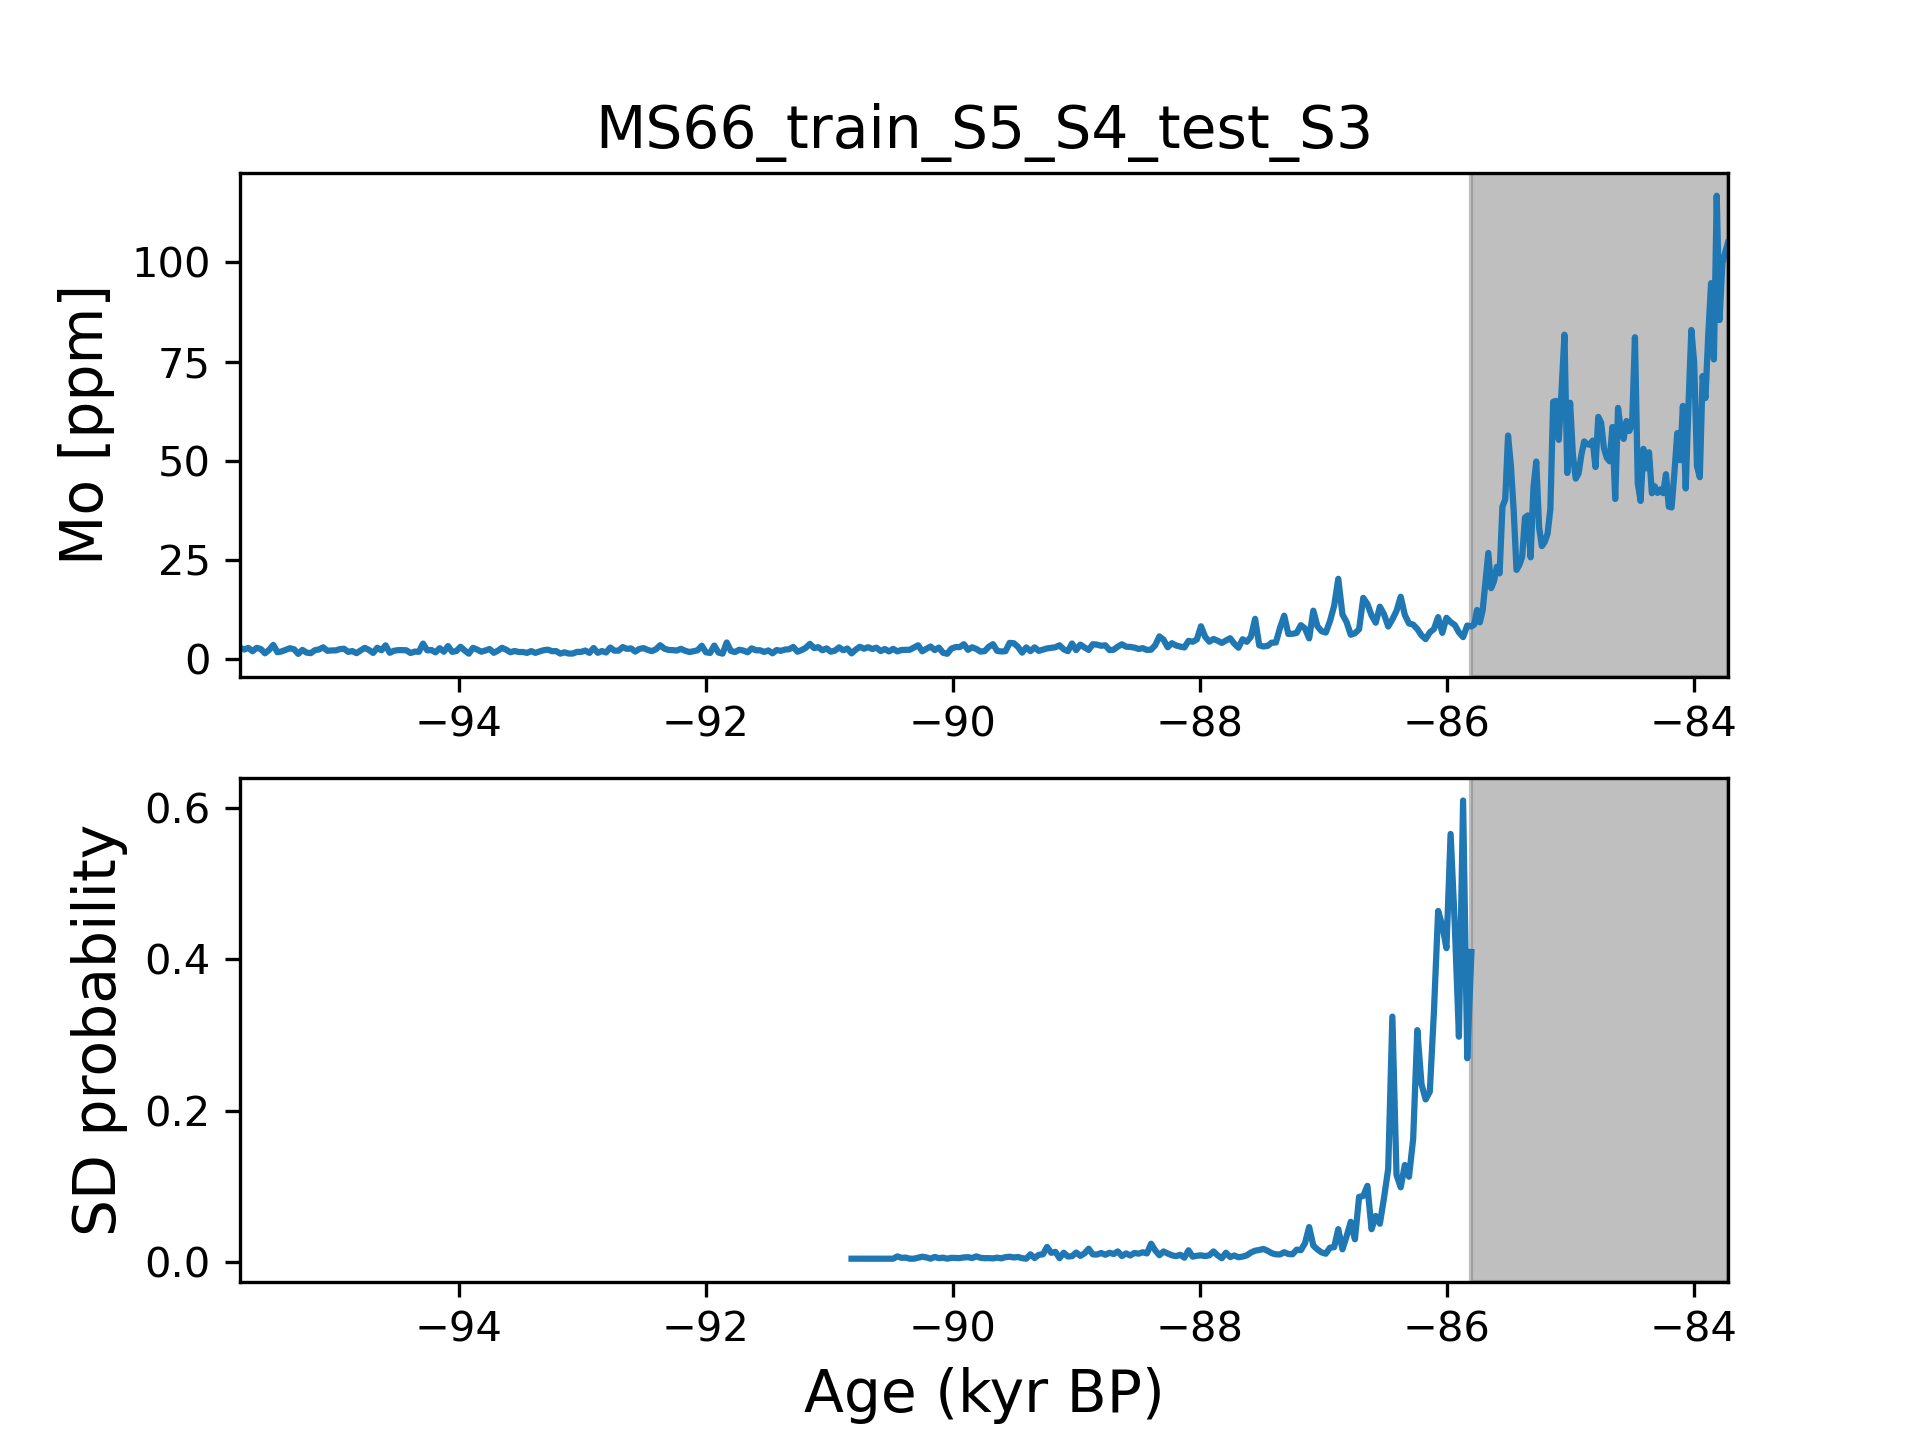 MS66_train_S5_S4_test_S3
Mo [ppm]
100
75
50
25
0
−94 −92 −90 −88 −86 −84
SD probability
0.6
0.4
0.2
0.0
−94 −92 −90 −88 −86 −84
Age (kyr BP)